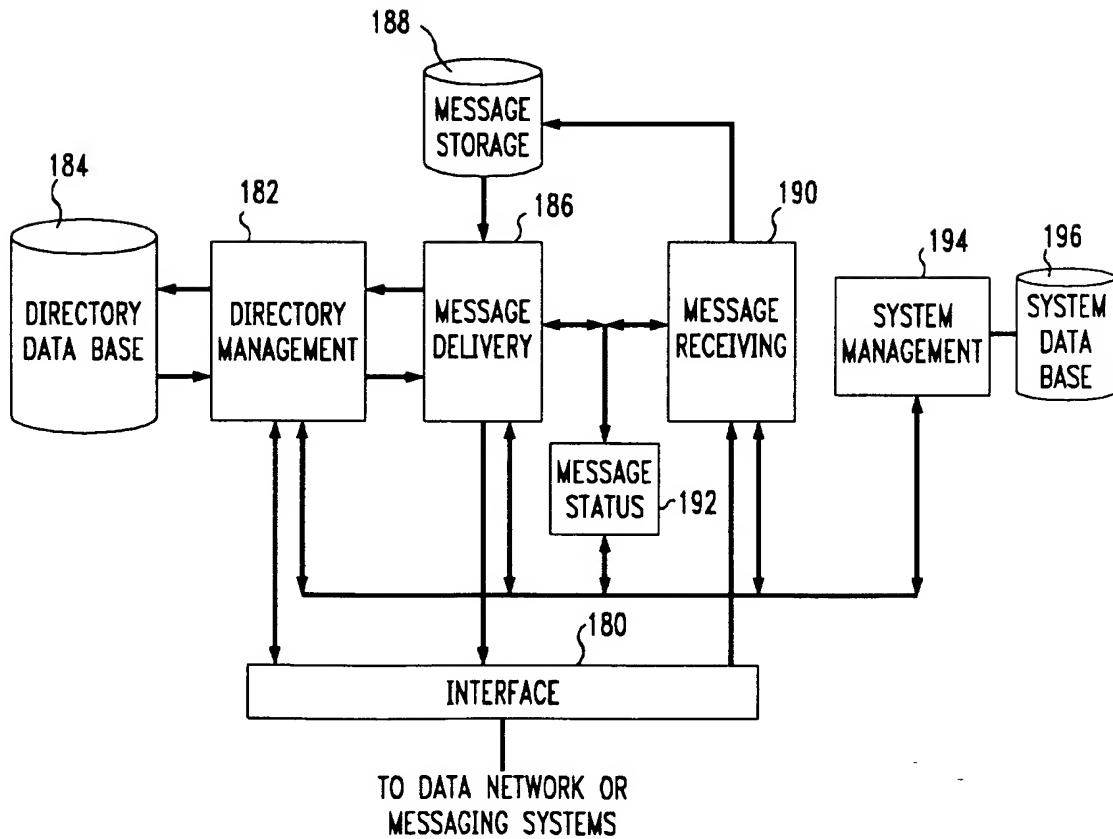 188
MESSAGE
STORAGE
184
182
186
190
194
196
DIRECTORY
DATA BASE
DIRECTORY
MANAGEMENT
MESSAGE
DELIVERY
MESSAGE
RECEIVING
SYSTEM
MANAGEMENT
SYSTEM
DATA
BASE
MESSAGE
STATUS
192
180
INTERFACE
TO DATA NETWORK OR
MESSAGING SYSTEMS